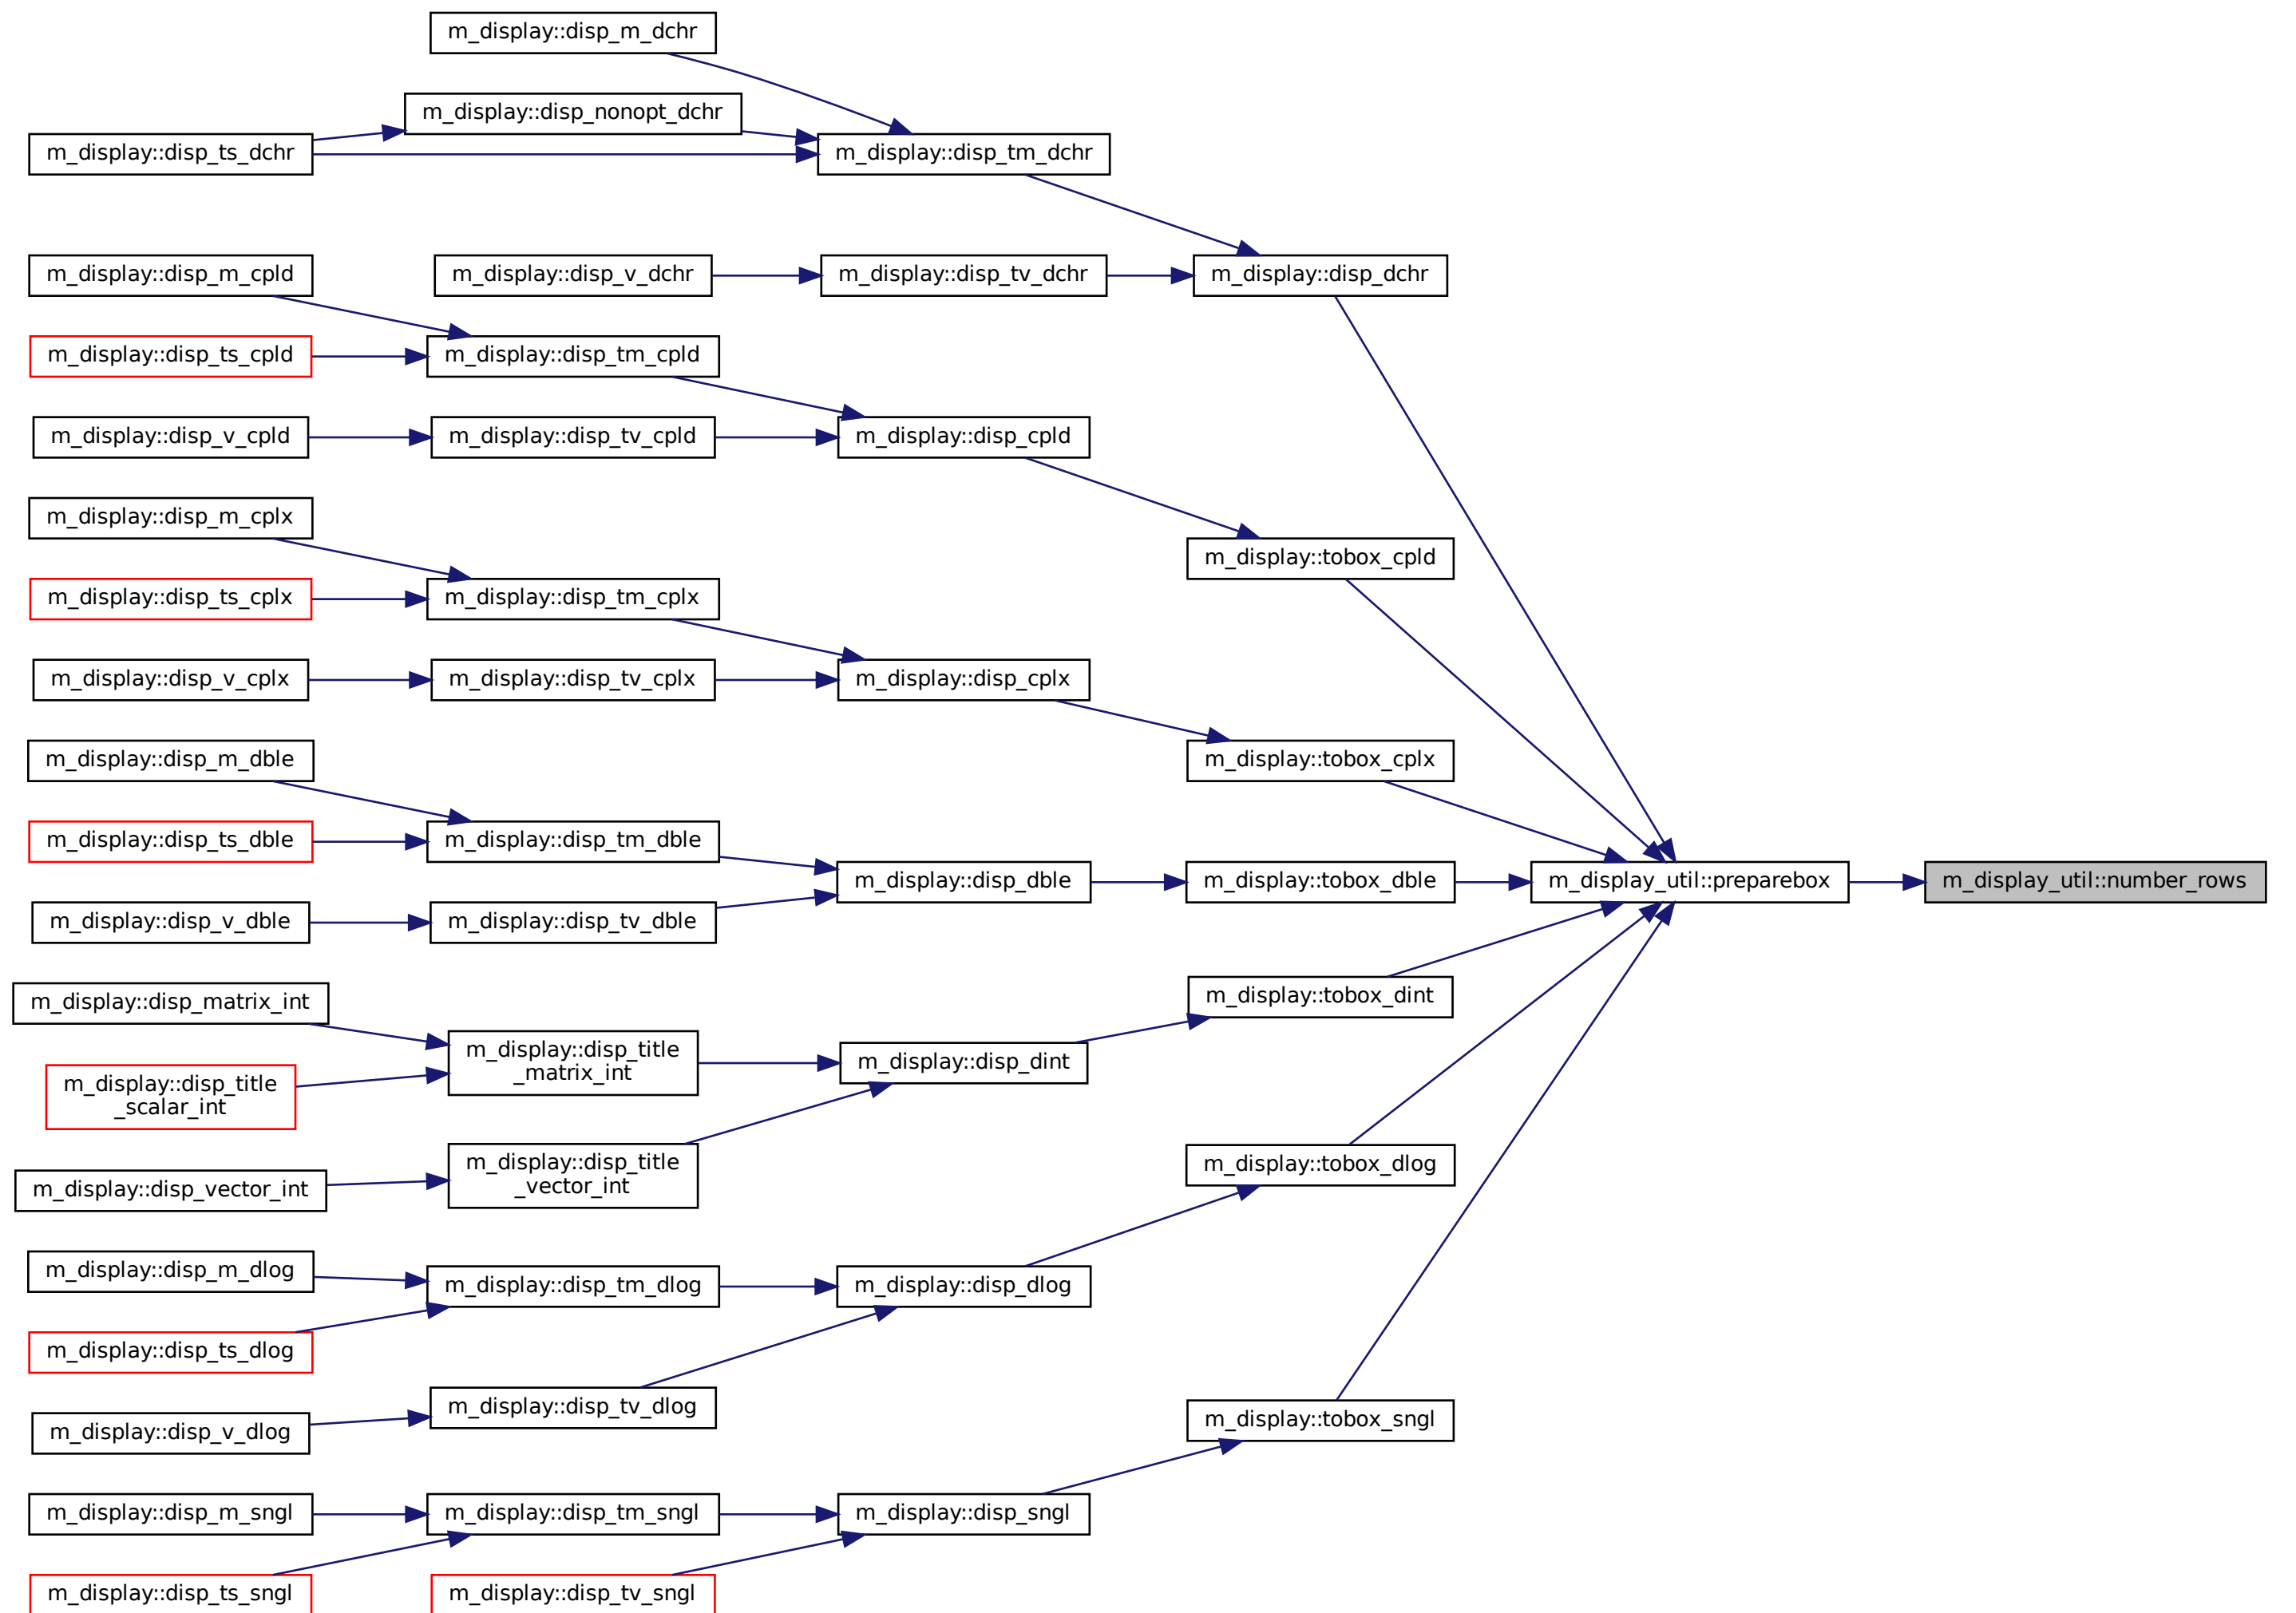 m_display::disp_m_dchr
m_display::disp_nonopt_dchr
m_display::disp_ts_dchr
m_display::disp_tm_dchr
m_display::disp_m_cpld
m_display::disp_v_dchr
m_display::disp_tv_dchr
m_display::disp_dchr
m_display::disp_ts_cpld
m_display::disp_tm_cpld
m_display::disp_v_cpld
m_display::disp_tv_cpld
m_display::disp_cpld
m_display::disp_m_cplx
m_display::tobox_cpld
m_display::disp_ts_cplx
m_display::disp_tm_cplx
m_display::disp_v_cplx
m_display::disp_tv_cplx
m_display::disp_cplx
m_display::disp_m_dble
m_display::tobox_cplx
m_display::disp_ts_dble
m_display::disp_tm_dble
m_display::disp_dble
m_display::tobox_dble
m_display_util::preparebox
m_display_util::number_rows
m_display::disp_v_dble
m_display::disp_tv_dble
m_display::disp_matrix_int
m_display::tobox_dint
m_display::disp_title
_matrix_int
m_display::disp_dint
m_display::disp_title
_scalar_int
m_display::disp_title
_vector_int
m_display::tobox_dlog
m_display::disp_vector_int
m_display::disp_m_dlog
m_display::disp_tm_dlog
m_display::disp_dlog
m_display::disp_ts_dlog
m_display::disp_tv_dlog
m_display::tobox_sngl
m_display::disp_v_dlog
m_display::disp_m_sngl
m_display::disp_tm_sngl
m_display::disp_sngl
m_display::disp_ts_sngl
m_display::disp_tv_sngl